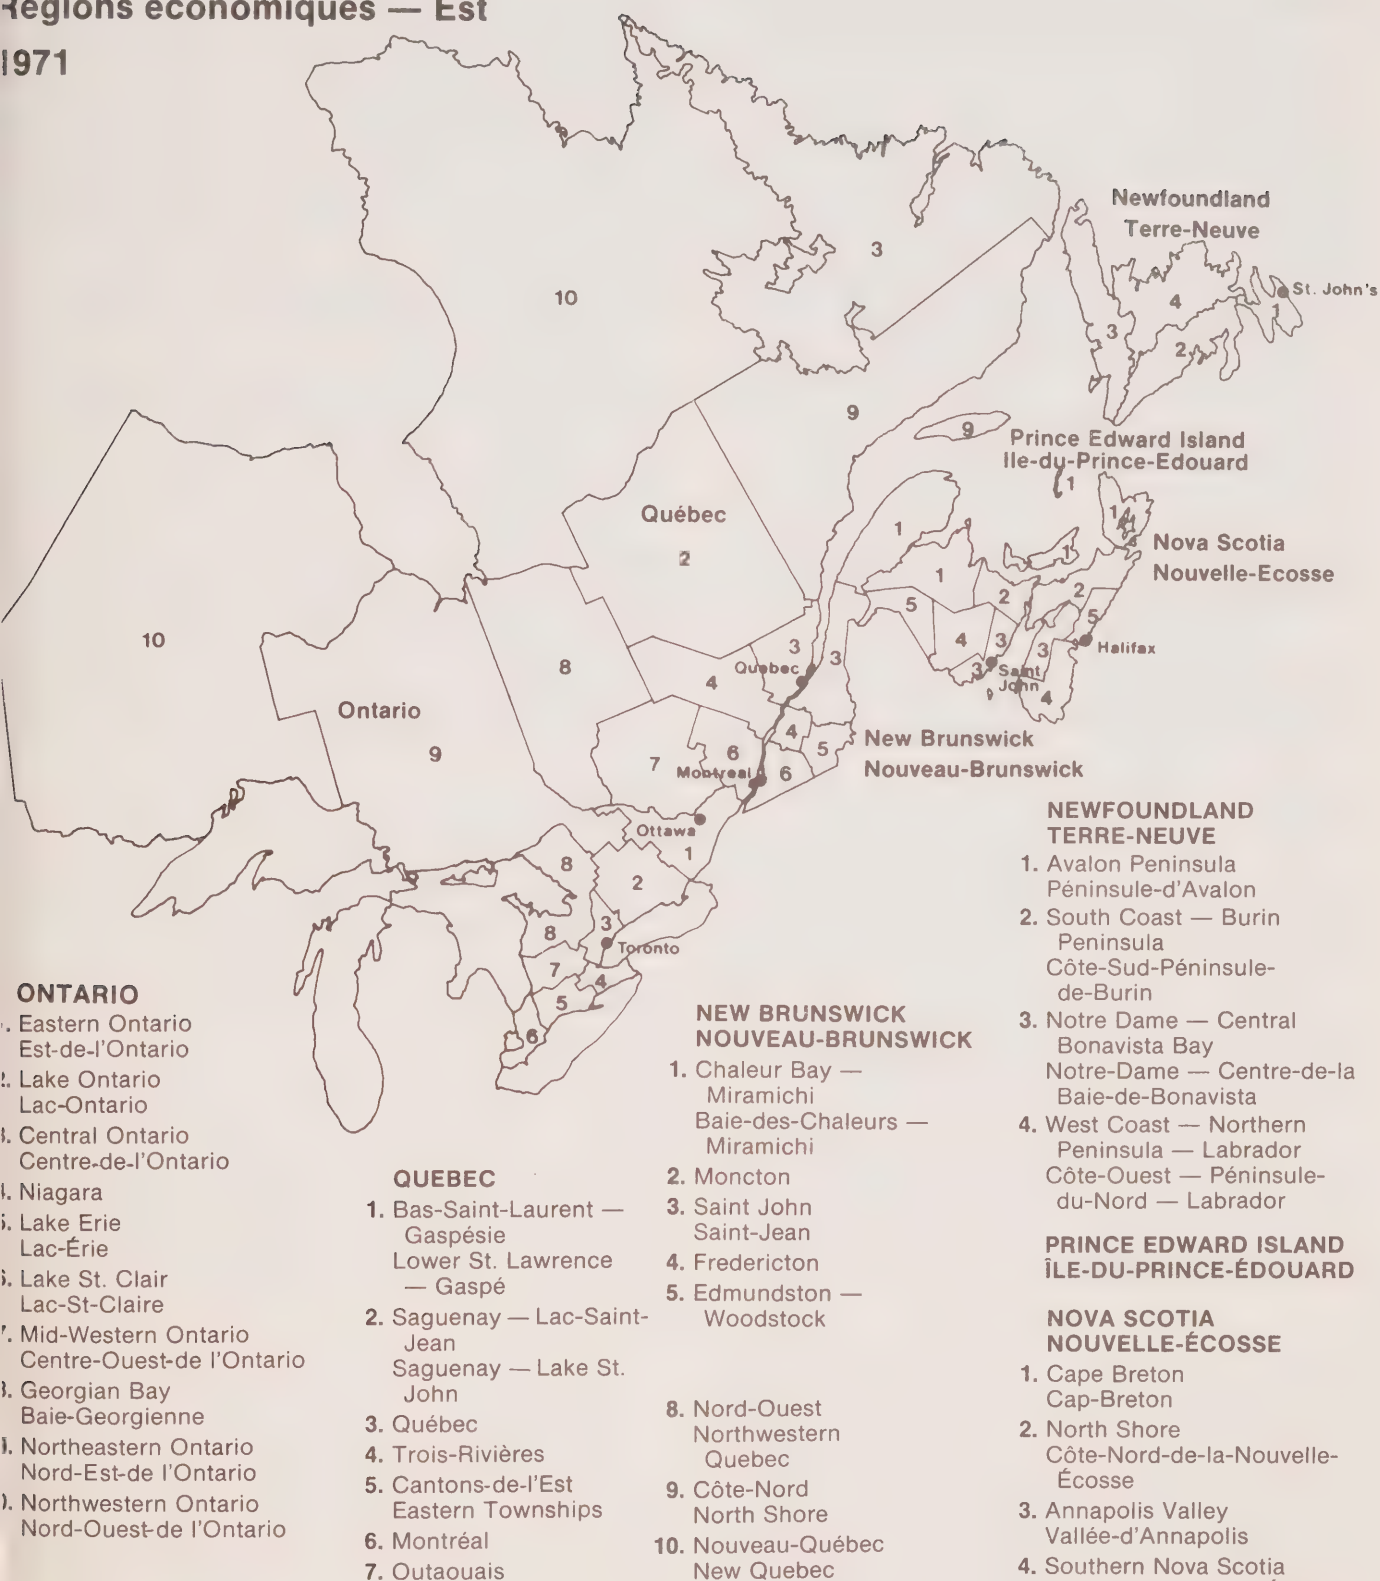 Régions économiques — Est
1971
Newfoundland
Terre-Neuve
3
St. John's
10
4
1
3
2
9
9
Prince Edward Island
Ile-du-Prince-Edouard
1
Québec
1
1
2
Nova Scotia
Nouvelle-Ecosse
1
1
2
2
5
5
10
3
4
3
3
Halifax
8
3
Quebec
3
Saint
John
4
4
Ontario
9
4
New Brunswick
Nouveau-Brunswick
5
6
7
Montreal
6
Ottawa
1
8
2
3
8
Toronto
7
4
5
6
NEWFOUNDLAND
TERRE-NEUVE
1. Avalon Peninsula
Péninsule-d'Avalon
2. South Coast — Burin
Peninsula
Côte-Sud-Péninsule-
de-Burin
3. Notre Dame — Central
Bonavista Bay
Notre-Dame — Centre-de-la
Baie-de-Bonavista
4. West Coast — Northern
Peninsula — Labrador
Côte-Ouest — Péninsule-
du-Nord — Labrador
PRINCE EDWARD ISLAND
ÎLE-DU-PRINCE-ÉDOUARD
NOVA SCOTIA
NOUVELLE-ÉCOSSE
1. Cape Breton
Cap-Breton
2. North Shore
Côte-Nord-de-la-Nouvelle-
Écosse
3. Annapolis Valley
Vallée-d'Annapolis
4. Southern Nova Scotia
ONTARIO
. Eastern Ontario
Est-de-l'Ontario
. Lake Ontario
Lac-Ontario
. Central Ontario
Centre-de-l'Ontario
. Niagara
. Lake Erie
Lac-Érie
. Lake St. Clair
Lac-St-Claire
. Mid-Western Ontario
Centre-Ouest-de l'Ontario
. Georgian Bay
Baie-Georgienne
. Northeastern Ontario
Nord-Est-de l'Ontario
. Northwestern Ontario
Nord-Ouest-de l'Ontario
QUEBEC
1. Bas-Saint-Laurent —
Gaspésie
Lower St. Lawrence
— Gaspé
2. Saguenay — Lac-Saint-
Jean
Saguenay — Lake St.
John
3. Québec
4. Trois-Rivières
5. Cantons-de-l'Est
Eastern Townships
6. Montréal
7. Outaouais
NEW BRUNSWICK
NOUVEAU-BRUNSWICK
1. Chaleur Bay —
Miramichi
Baie-des-Chaleurs —
Miramichi
2. Moncton
3. Saint John
Saint-Jean
4. Fredericton
5. Edmundston —
Woodstock
8. Nord-Ouest
Northwestern
Quebec
9. Côte-Nord
North Shore
10. Nouveau-Québec
New Quebec